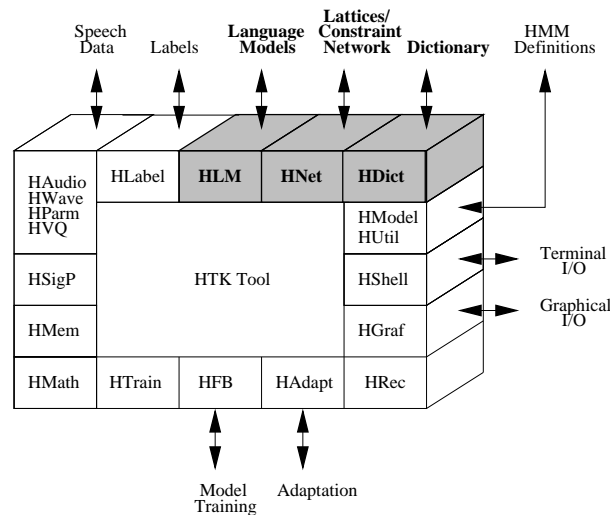 Speech
Data
Labels
Language
Models
Lattices/
Constraint
Network
Dictionary
HMM
Definitions
HAudio
HWave
HParm
HVQ
HLabel
HLM
HNet
HDict
HModel
HUtil
HSigP
HTK Tool
HShell
Terminal
I/O
HMem
HGraf
Graphical
I/O
HMath
HTrain
HFB
HAdapt
HRec
Model
Training
Adaptation